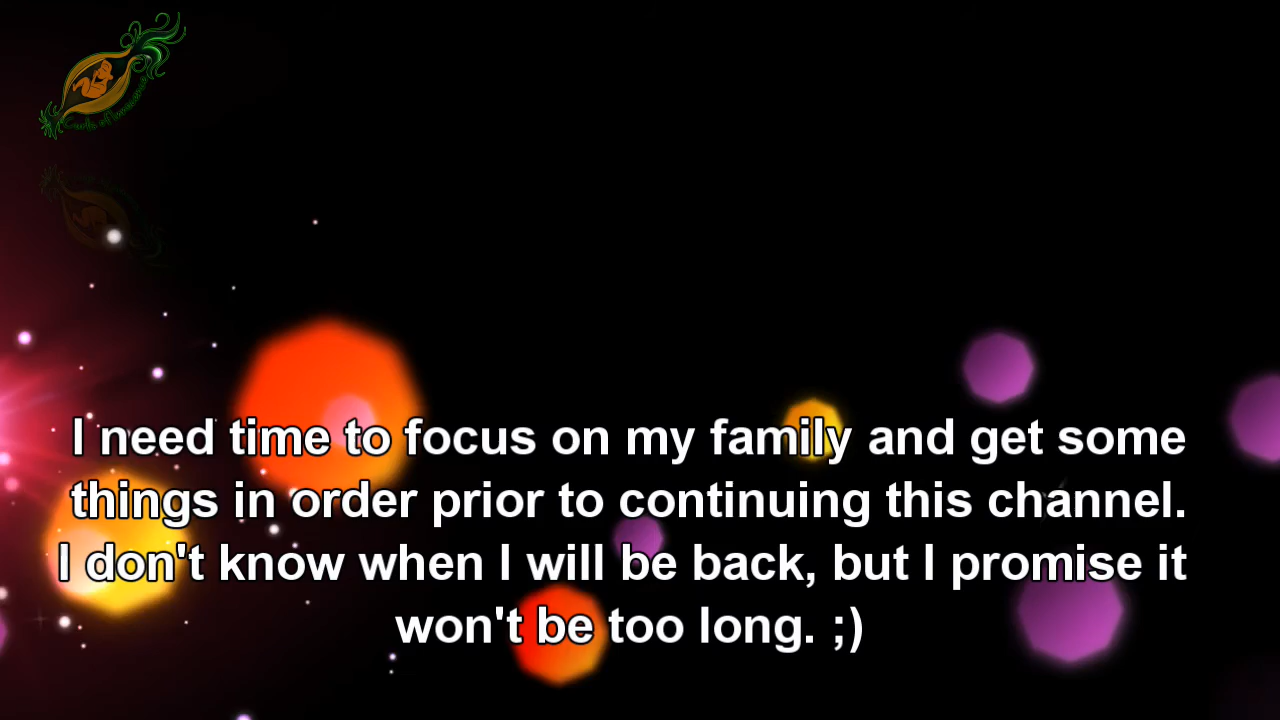 I need time to focus on my family and get some
things in order prior to continuing this channel.
I don't know when I will be back, but I promise it
won't be too long. ;)